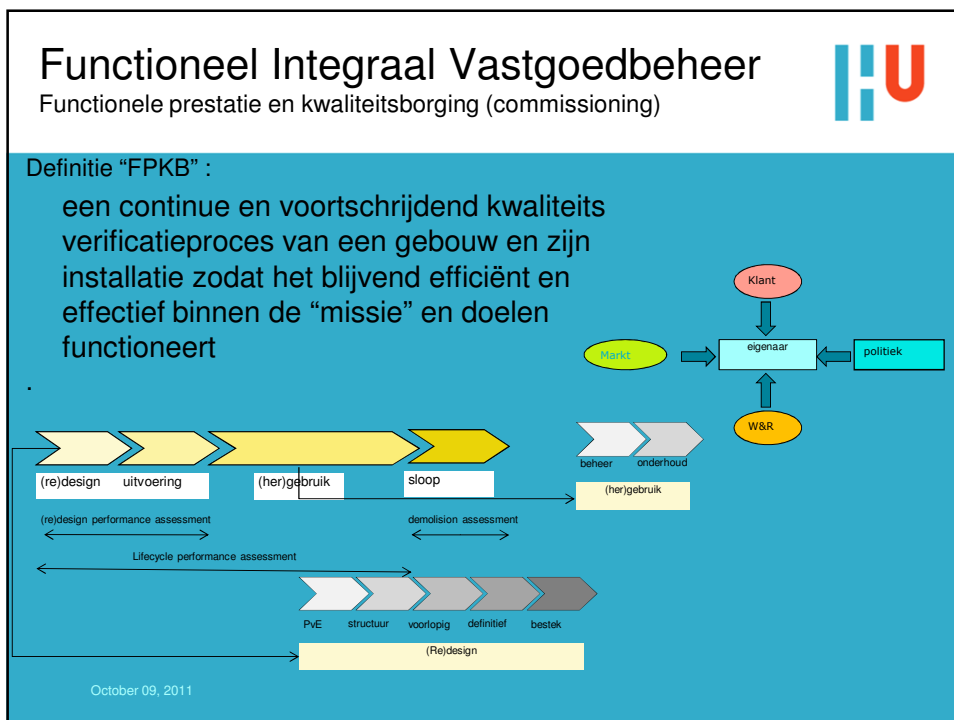 Functioneel Integraal Vastgoedbeheer
Functionele prestatie en kwaliteitsborging (commissioning)
HU
Definitie “FPKB” :
een continue en voortschrijdend kwaliteits
verificatieproces van een gebouw en zijn
installatie zodat het blijvend efficiënt en
effectief binnen de “missie” en doelen
functioneert
.
Klant
Markt
eigenaar
politiek
W&R
(re)design uitvoering
(her)gebruik
sloop
beheer onderhoud
(her)gebruik
(re)design performance assessment
demolision assessment
Lifecycle performance assessment
PvE structuur voorlopig definitief bestek
(Re)design
October 09, 2011